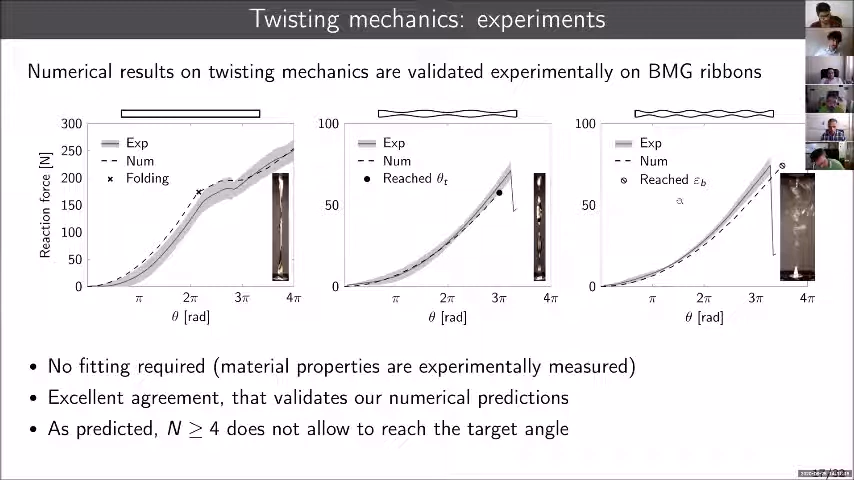 Twisting mechanics: experiments
Numerical results on twisting mechanics are validated experimentally on BMG ribbons
300
250
200
150
100
50
0
Reaction force [N]
Exp
Num
Folding
π
2π
3π
4π
θ [rad]
100
50
0
Exp
Num
Reached θt
π
2π
3π
4π
θ [rad]
100
50
0
Exp
Num
Reached εb
π
2π
3π
4π
θ [rad]
• No fitting required (material properties are experimentally measured)
• Excellent agreement, that validates our numerical predictions
• As predicted, N ≥ 4 does not allow to reach the target angle